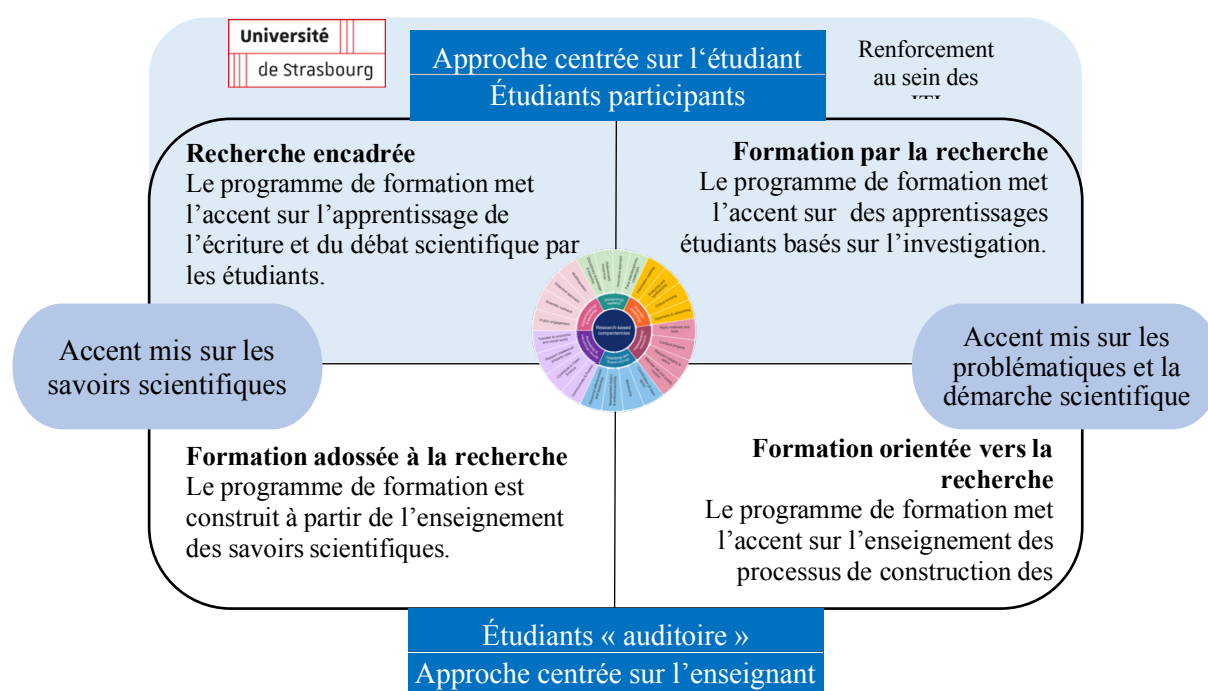 Université
de Strasbourg
Approche centrée sur l‘étudiant
Étudiants participants
Renforcement
au sein des
Recherche encadrée
Le programme de formation met
l’accent sur l’apprentissage de
l’écriture et du débat scientifique par
les étudiants.
Formation par la recherche
Le programme de formation met
l’accent sur des apprentissages
étudiants basés sur l’investigation.
Accent mis sur les
savoirs scientifiques
Research-based
competencies
Accent mis sur les
problématiques et la
démarche scientifique
Formation adossée à la recherche
Le programme de formation est
construit à partir de l’enseignement
des savoirs scientifiques.
Formation orientée vers la
recherche
Le programme de formation met
l’accent sur l’enseignement des
processus de construction des
Étudiants « auditoire »
Approche centrée sur l’enseignant